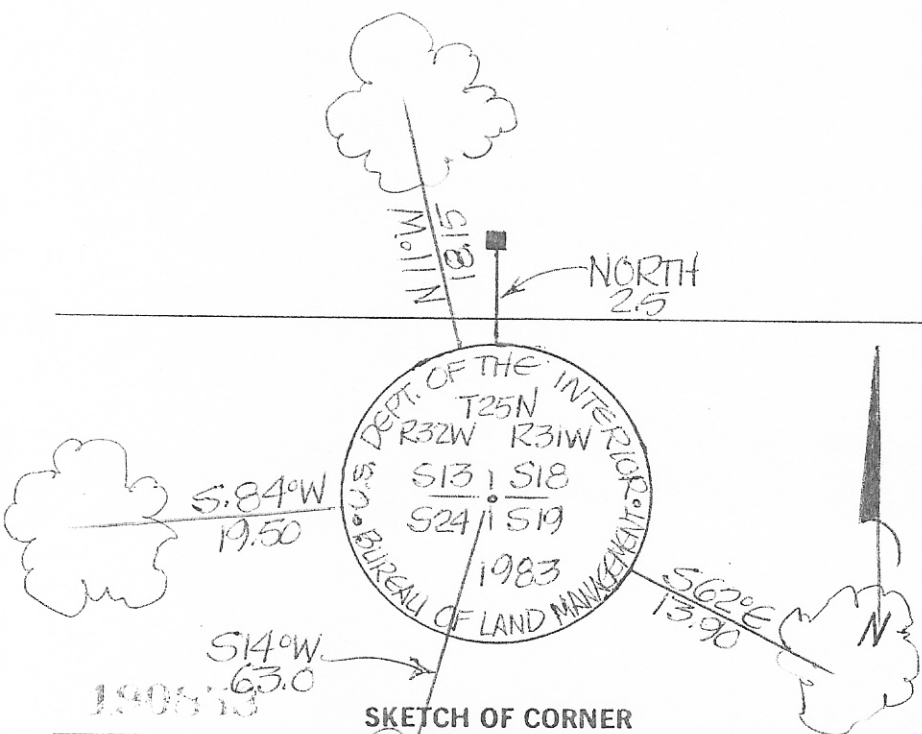 N11°W
18.15
NORTH
2.5
U.S. DEPT. OF THE INTERIOR
T25N
R32W R31W
S13 S18
S24 S19
1983
BUREAU OF LAND MANAGEMENT
S.84°W
19.50
S62°E
13.90
N
S14°W
63.0
SKETCH OF CORNER